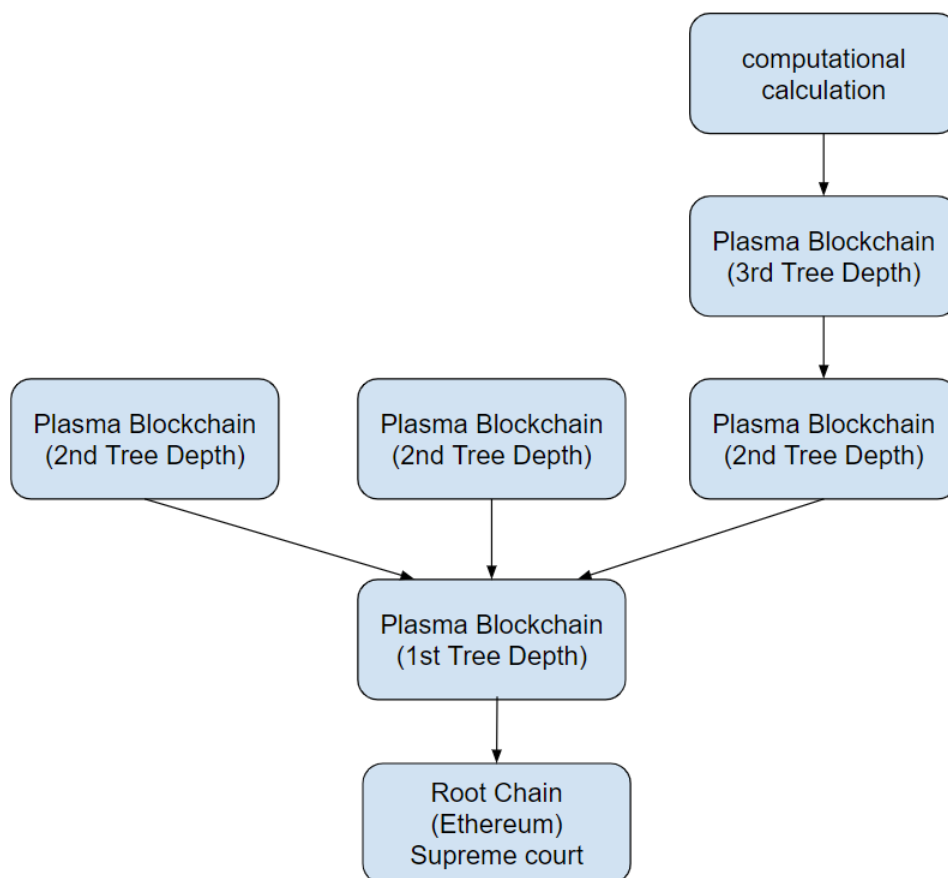 computational
calculation
Plasma Blockchain
(3rd Tree Depth)
Plasma Blockchain
(2nd Tree Depth)
Plasma Blockchain
(2nd Tree Depth)
Plasma Blockchain
(2nd Tree Depth)
Plasma Blockchain
(1st Tree Depth)
Root Chain
(Ethereum)
Supreme court